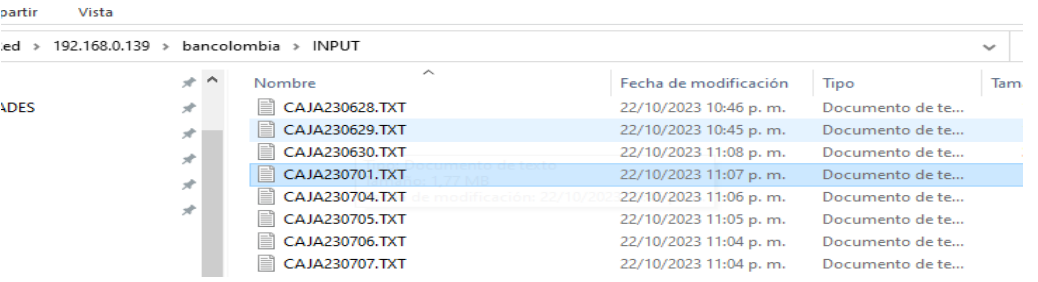 partir Vista
ed > 192.168.0.139 > bancolombia > INPUT
Nombre Fecha de modificación Tipo Tam
ADES
CAJA230628.TXT 22/10/2023 10:46 p. m. Documento de te...
CAJA230629.TXT 22/10/2023 10:45 p. m. Documento de te...
CAJA230630.TXT 22/10/2023 11:08 p. m. Documento de te...
Documento de texto
CAJA230701.TXT 22/10/2023 11:07 p. m. Documento de te...
1,77 MB
CAJA230704.TXT 22/10/2023 11:06 p. m. Documento de te...
de modificación: 22/10/202
CAJA230705.TXT 22/10/2023 11:05 p. m. Documento de te...
CAJA230706.TXT 22/10/2023 11:04 p. m. Documento de te...
CAJA230707.TXT 22/10/2023 11:04 p. m. Documento de te...